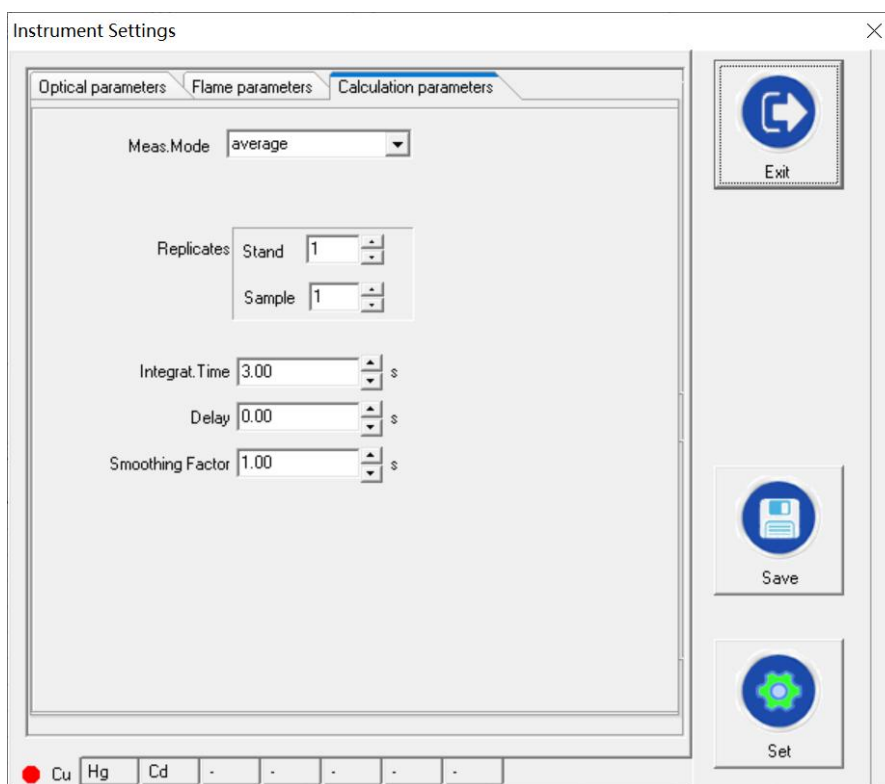 Instrument Settings
Optical parameters Flame parameters Calculation parameters
Meas.Mode average
Exit
Replicates Stand 1
Sample 1
Integrat.Time 3.00 s
Delay 0.00 s
Smoothing Factor 1.00 s
Save
Set
Cu Hg Cd - - - - -